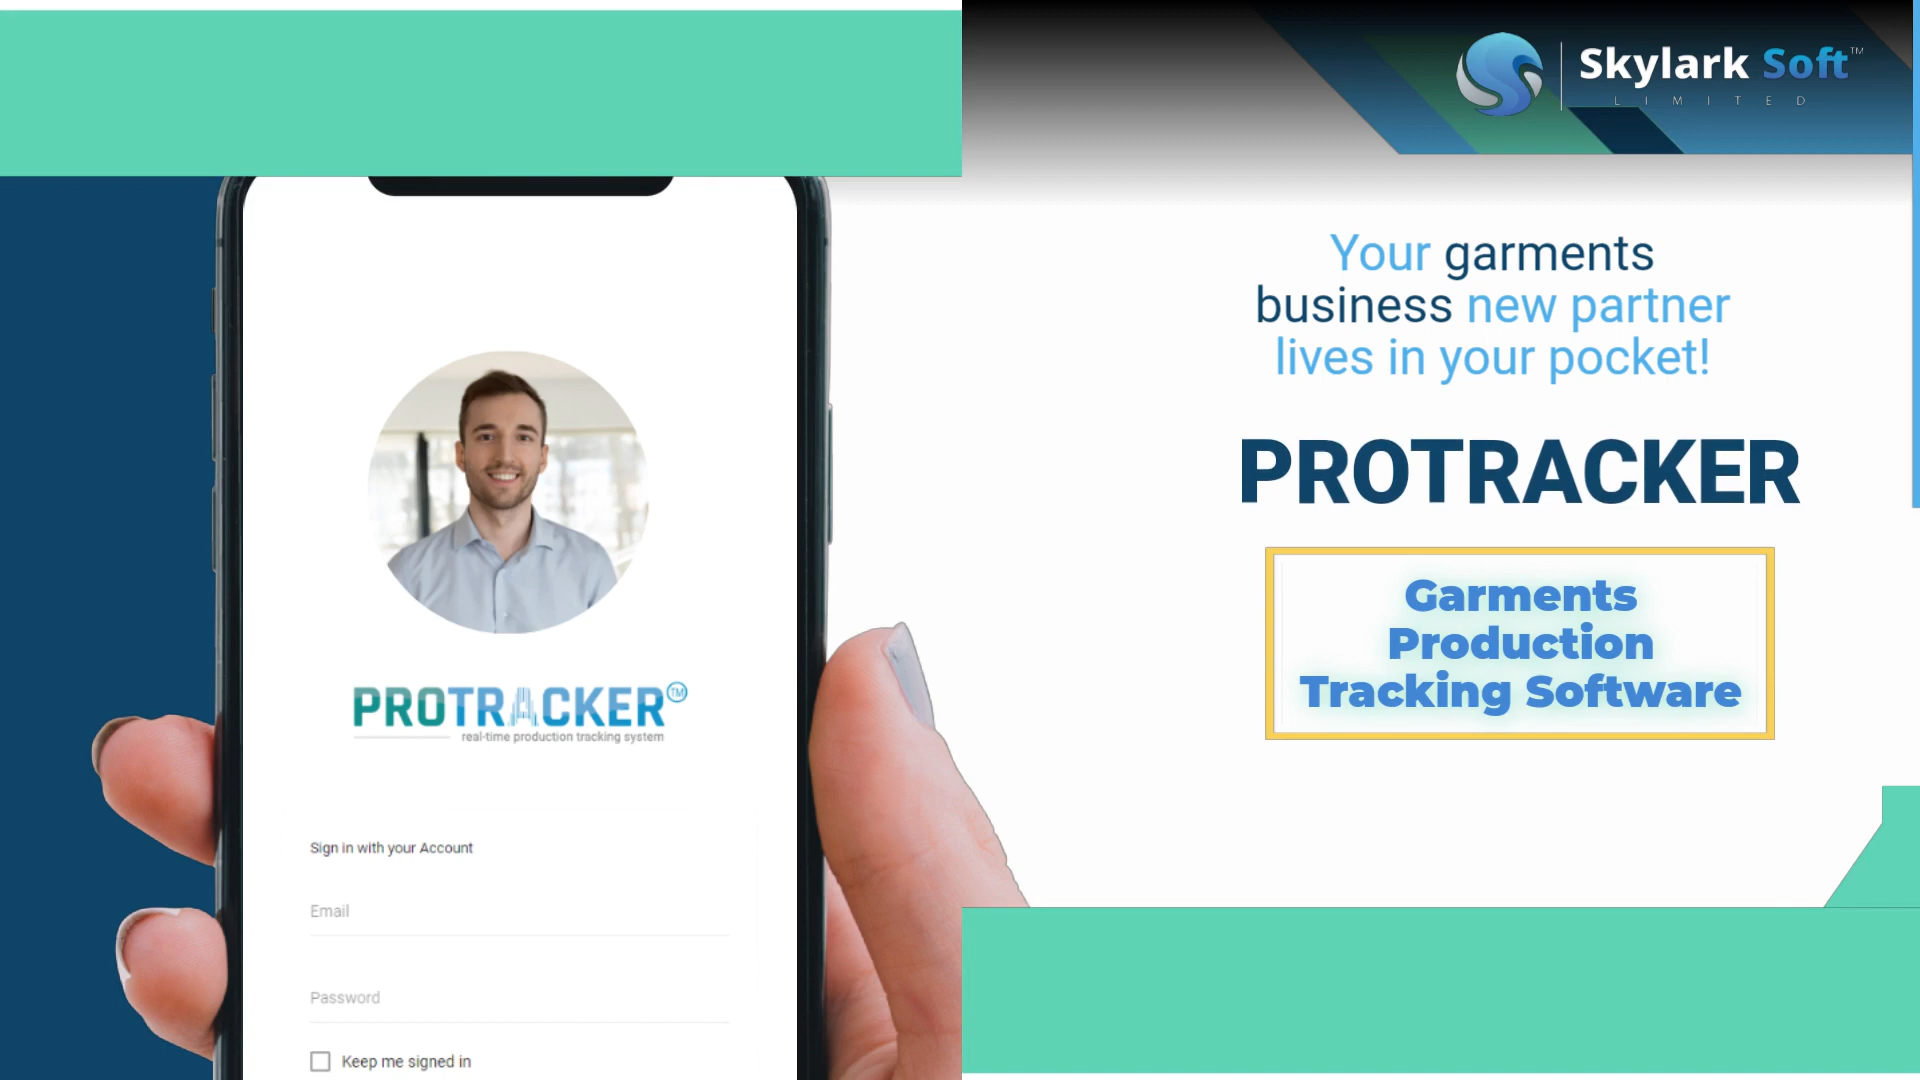 Skylark Soft™
LIMITED
Your garments
business new partner
lives in your pocket!
PROTRACKER
Garments
Production
Tracking Software
PROTRACKER™
real-time production tracking system
Sign in with your Account
Email
Password
Keep me signed in